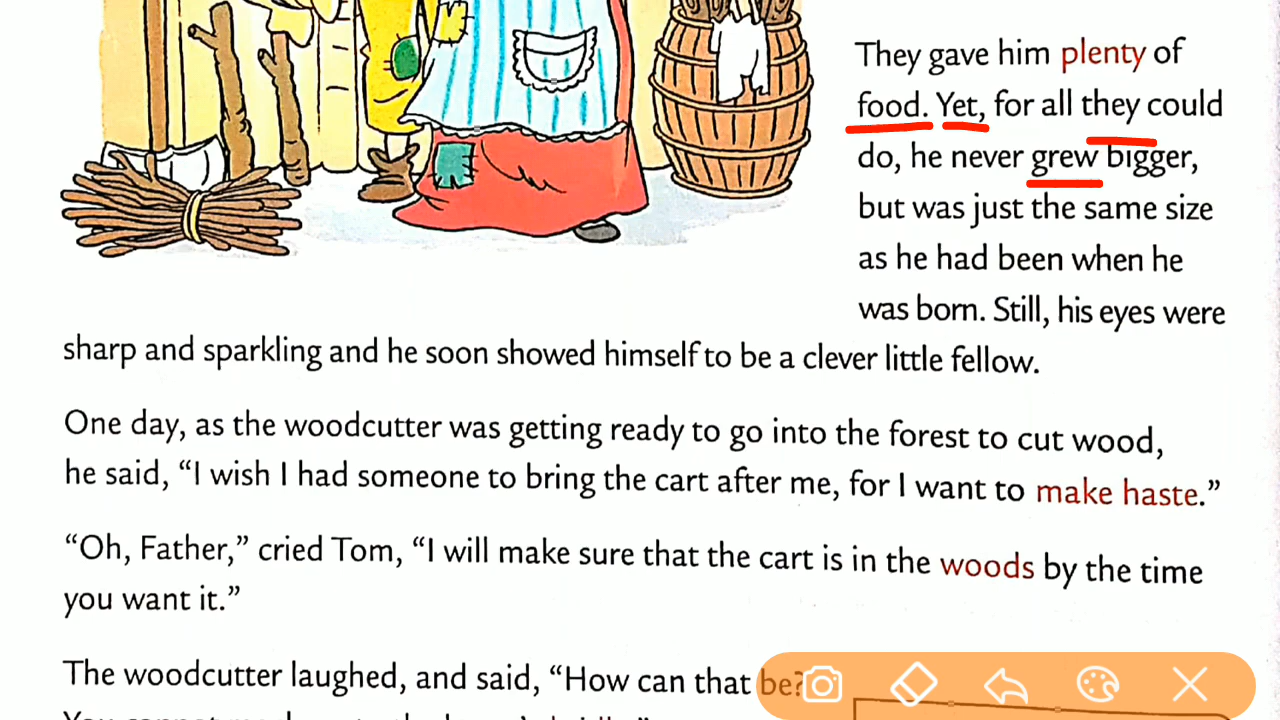 They gave him plenty of
food. Yet, for all they could
do, he never grew bigger,
but was just the same size
as he had been when he
was born. Still, his eyes were
sharp and sparkling and he soon showed himself to be a clever little fellow.
One day, as the woodcutter was getting ready to go into the forest to cut wood,
he said, “I wish I had someone to bring the cart after me, for I want to make haste.”
“Oh, Father,” cried Tom, “I will make sure that the cart is in the woods by the time
you want it.”
The woodcutter laughed, and said, “How can that be?